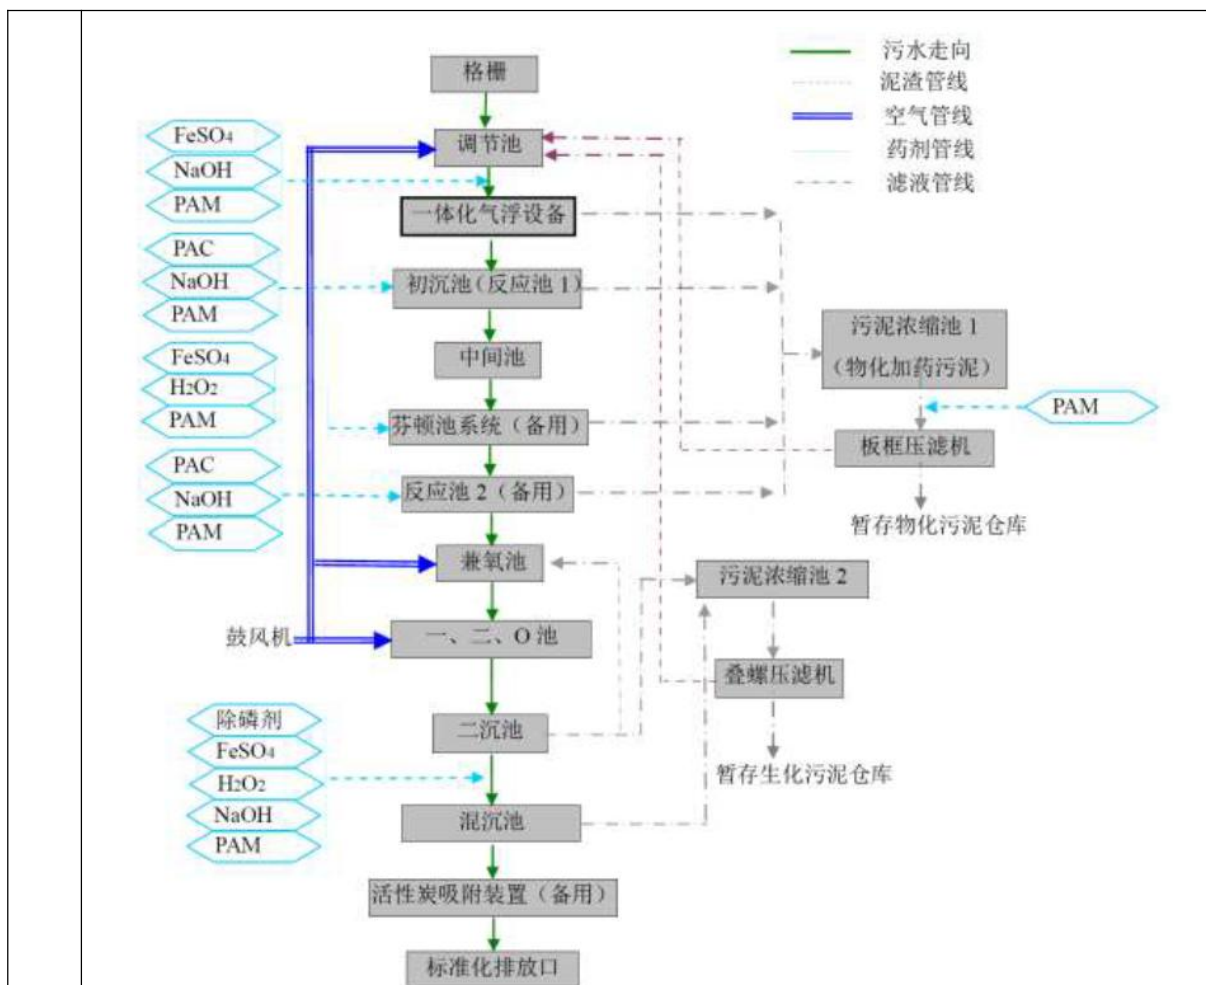 格栅
调节池
一体化气浮设备
初沉池（反应池 1）
中间池
芬顿池系统（备用）
反应池 2（备用）
兼氧池
一、二、O 池
二沉池
混沉池
活性炭吸附装置（备用）
标准化排放口
FeSO₄
NaOH
PAM
PAC
NaOH
PAM
FeSO₄
H₂O₂
PAM
PAC
NaOH
PAM
鼓风机
除磷剂
FeSO₄
H₂O₂
NaOH
PAM
污水走向
泥渣管线
空气管线
药剂管线
滤液管线
污泥浓缩池 1
（物化加药污泥）
PAM
板框压滤机
暂存物化污泥仓库
污泥浓缩池 2
叠螺压滤机
暂存生化污泥仓库